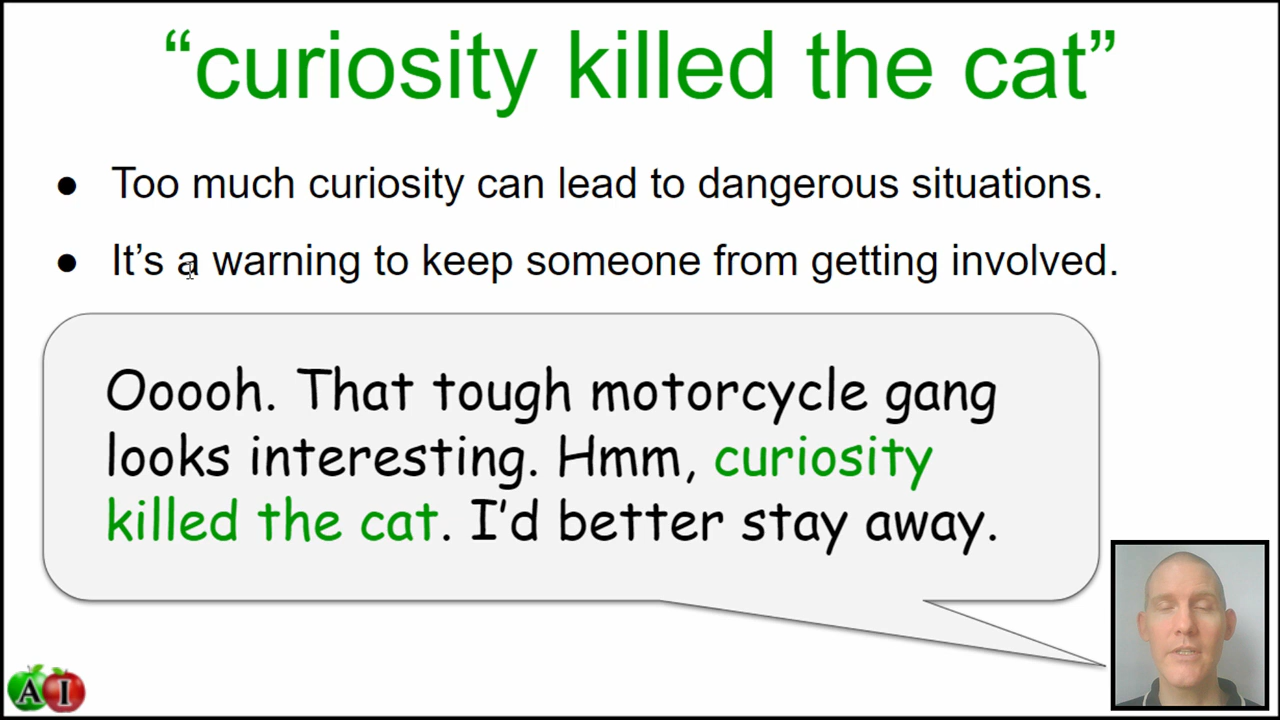 “curiosity killed the cat”
● Too much curiosity can lead to dangerous situations.
● It’s a warning to keep someone from getting involved.
Ooooh. That tough motorcycle gang
looks interesting. Hmm, curiosity
killed the cat. I’d better stay away.
A I